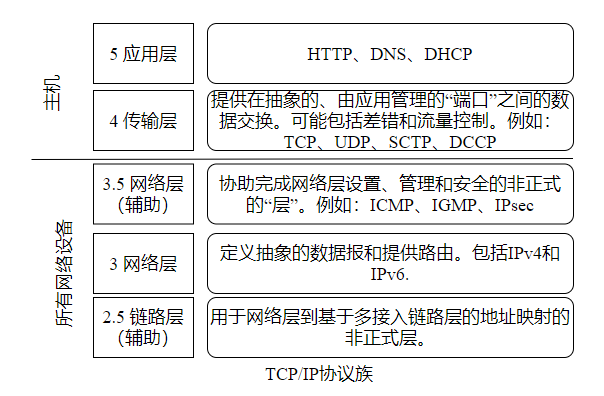 主机
5 应用层
HTTP、DNS、DHCP
4 传输层
提供在抽象的、由应用管理的“端口”之间的数
据交换。可能包括差错和流量控制。例如：
TCP、UDP、SCTP、DCCP
所有网络设备
3.5 网络层
（辅助）
协助完成网络层设置、管理和安全的非正式
的“层”。例如：ICMP、IGMP、IPsec
3 网络层
定义抽象的数据报和提供路由。包括IPv4和
IPv6.
2.5 链路层
（辅助）
用于网络层到基于多接入链路层的地址映射的
非正式层。
TCP/IP协议族